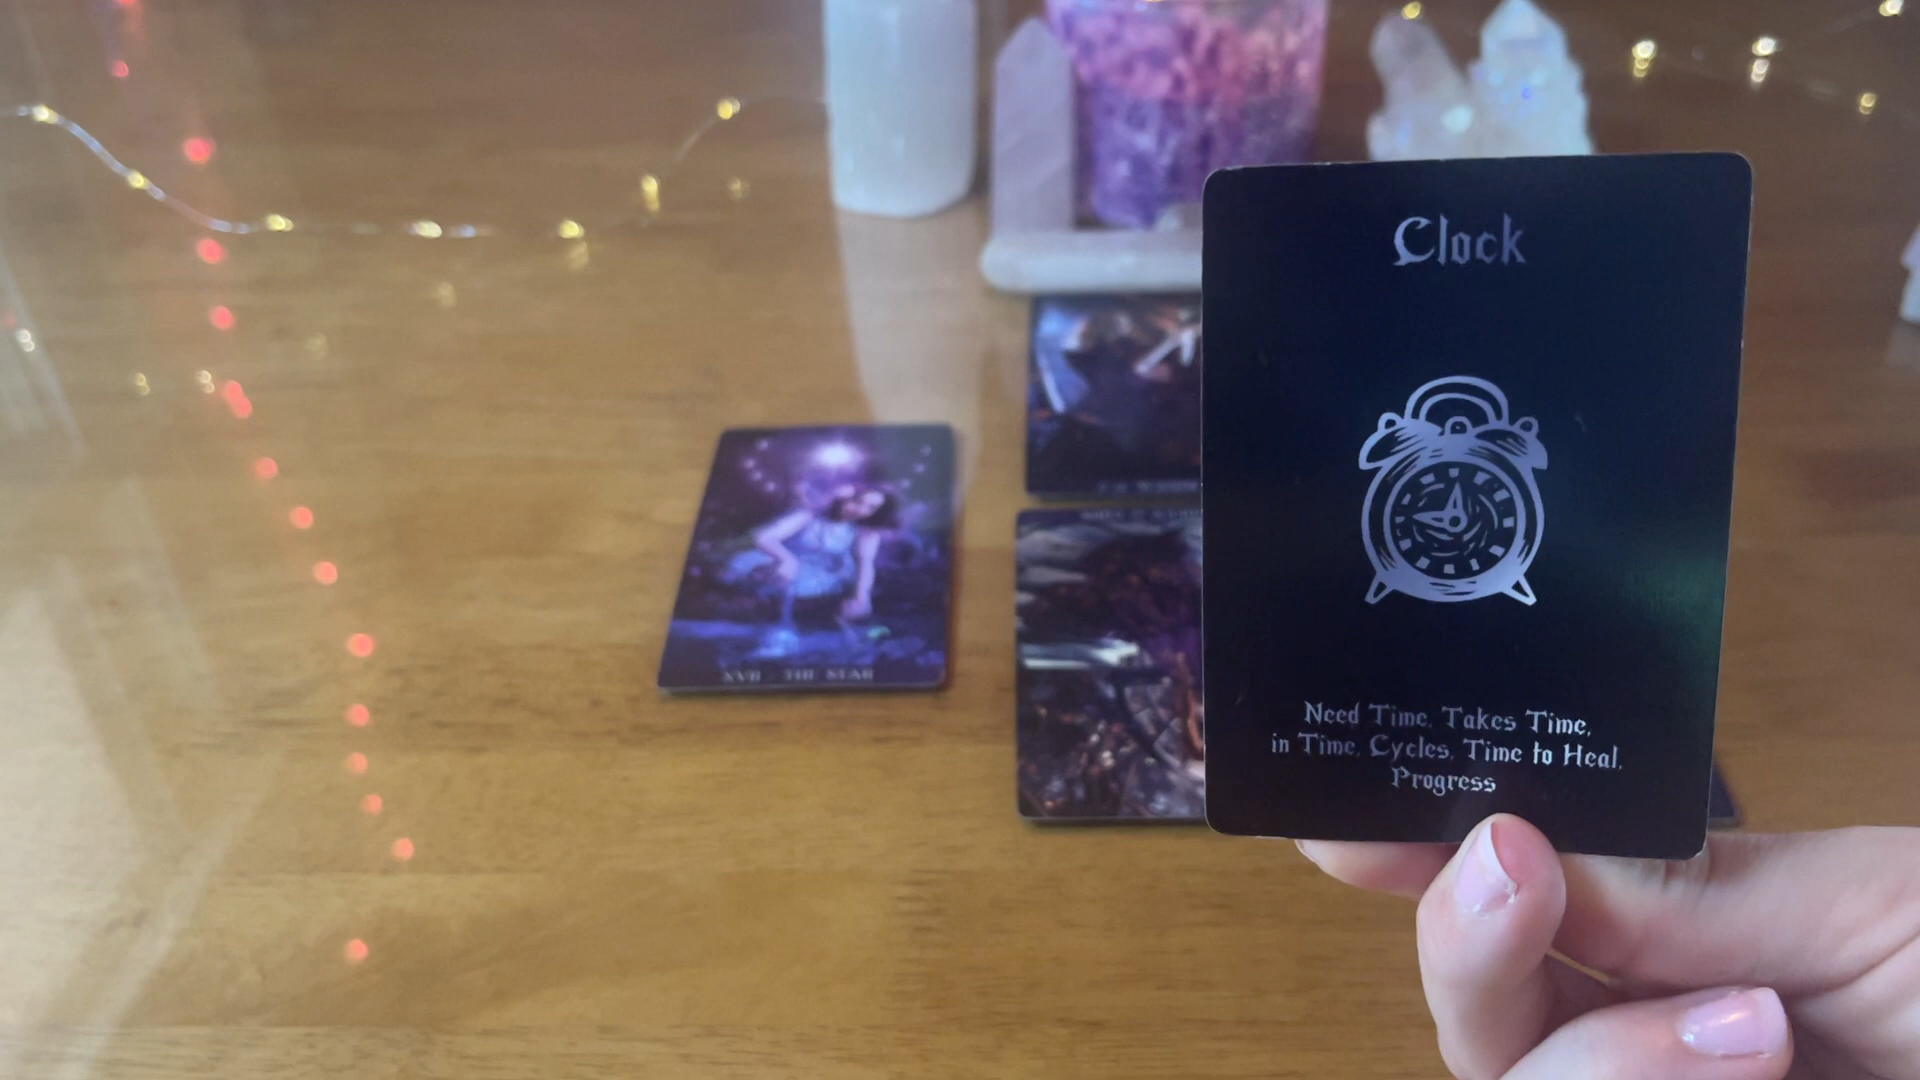 Clock
Need Time, Takes Time,
in Time, Cycles, Time to Heal,
Progress
XVII THE STAR